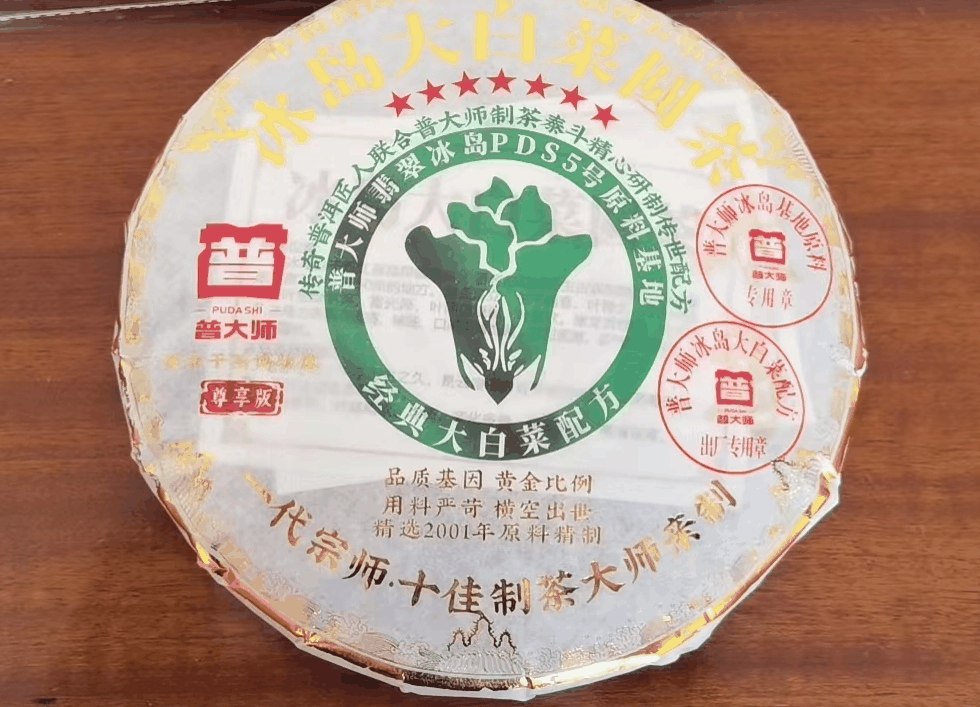 冰岛大白菜圆茶
传奇普洱匠人联合普大师制茶泰斗精心研制传世配方
普大师翡翠冰岛PDS5号原料基地
经典大白菜配方
普
PUDASHI
普大师
尊享版
普大师冰岛基地原料
普
普大师
专用章
普大师冰岛大白菜配方
普
PUDASHI
普大师
出厂专用章
品质基因 黄金比例
用料严苛 横空出世
精选2001年原料精制
一代宗师·十佳制茶大师亲制